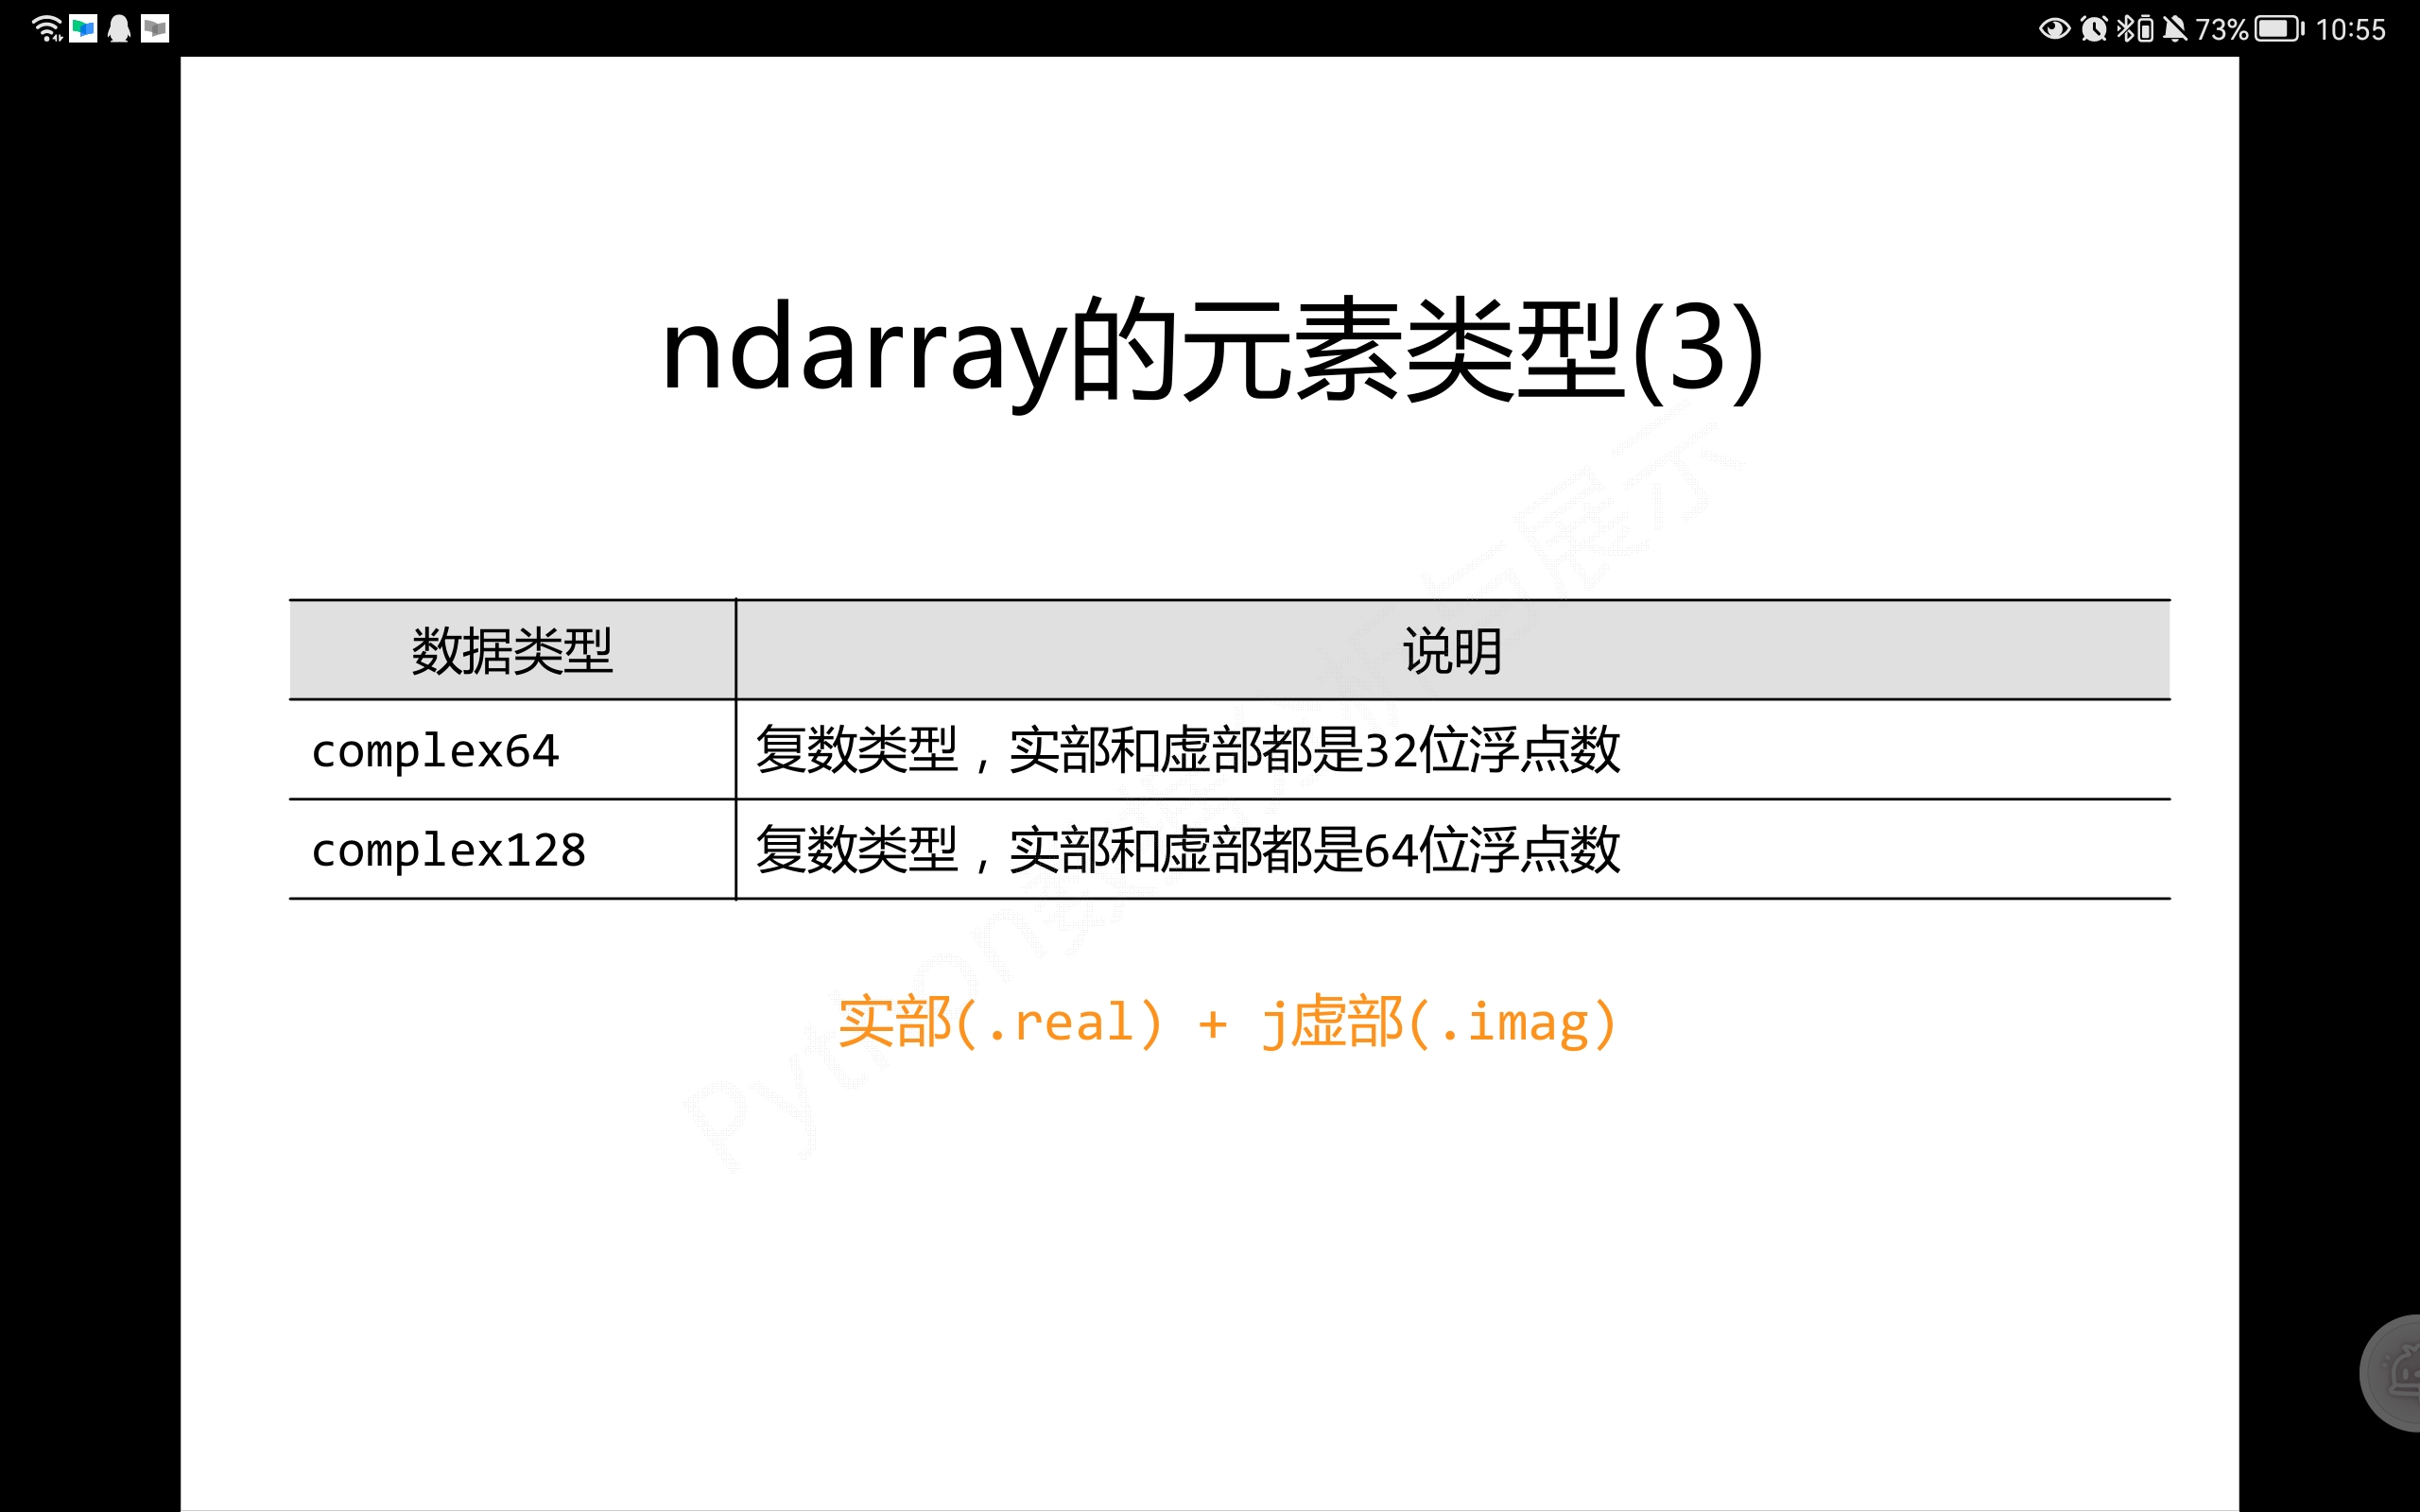 73% 10:55
ndarray的元素类型(3)
数据类型 说明
complex64 复数类型，实部和虚部都是32位浮点数
complex128 复数类型，实部和虚部都是64位浮点数
实部(.real) + j虚部(.imag)
Python数据分析与展示